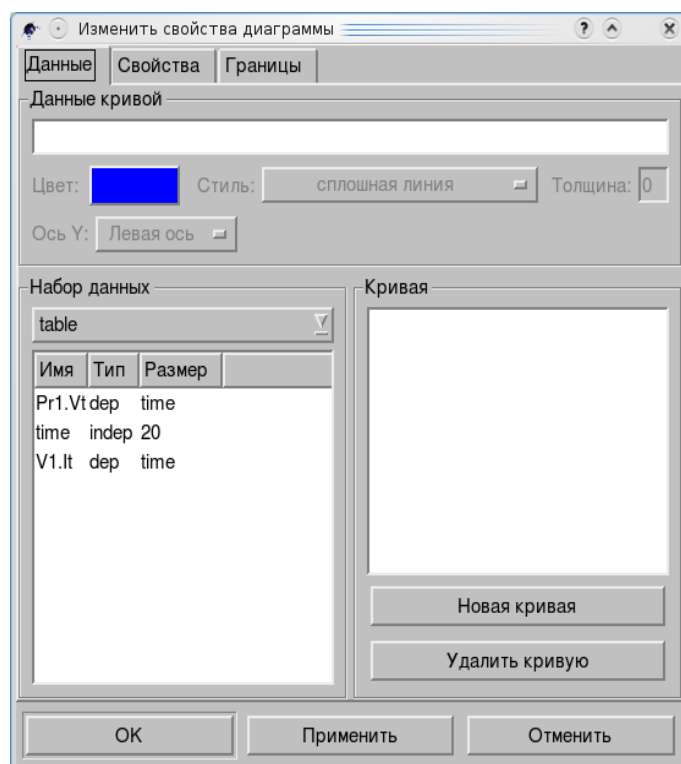 Изменить свойства диаграммы
Данные Свойства Границы
Данные кривой
Цвет: Стиль: сплошная линия Толщина: 0
Ось Y: Левая ось
Набор данных
table
Имя Тип Размер
Pr1.Vt dep time
time indep 20
V1.It dep time
Кривая
Новая кривая
Удалить кривую
OK Применить Отменить